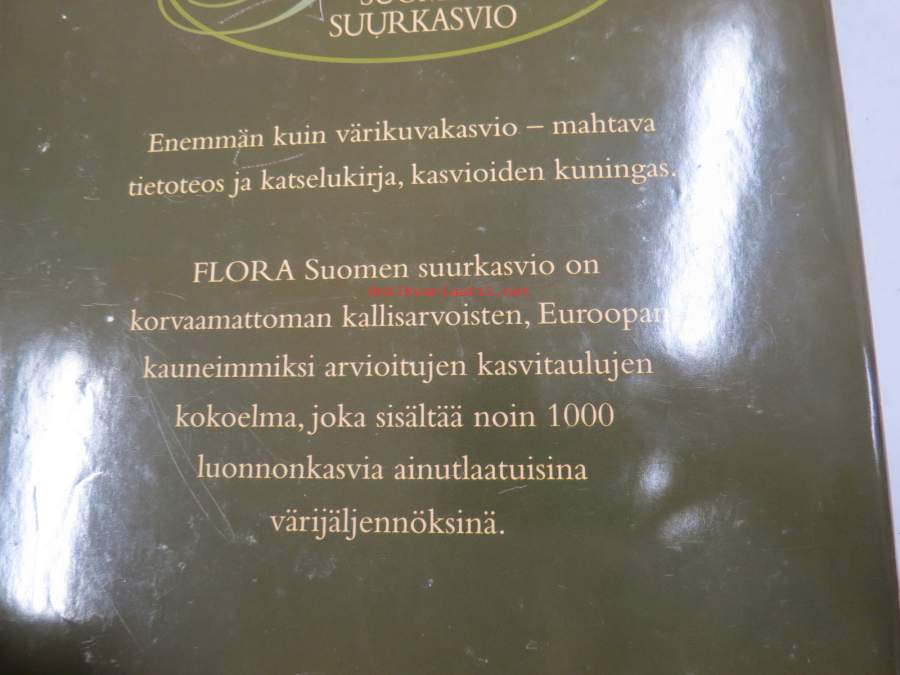 SUURKASVIO
Enemmän kuin värikuvakasvio – mahtava
tietoteos ja katselukirja, kasvioiden kuningas.
FLORA Suomen suurkasvio on
korvaamattoman kallisarvoisten, Euroopan
kauneimmiksi arvioitujen kasvitaulujen
kokoelma, joka sisältää noin 1000
luonnonkasvia ainutlaatuisina
värijäljennöksinä.